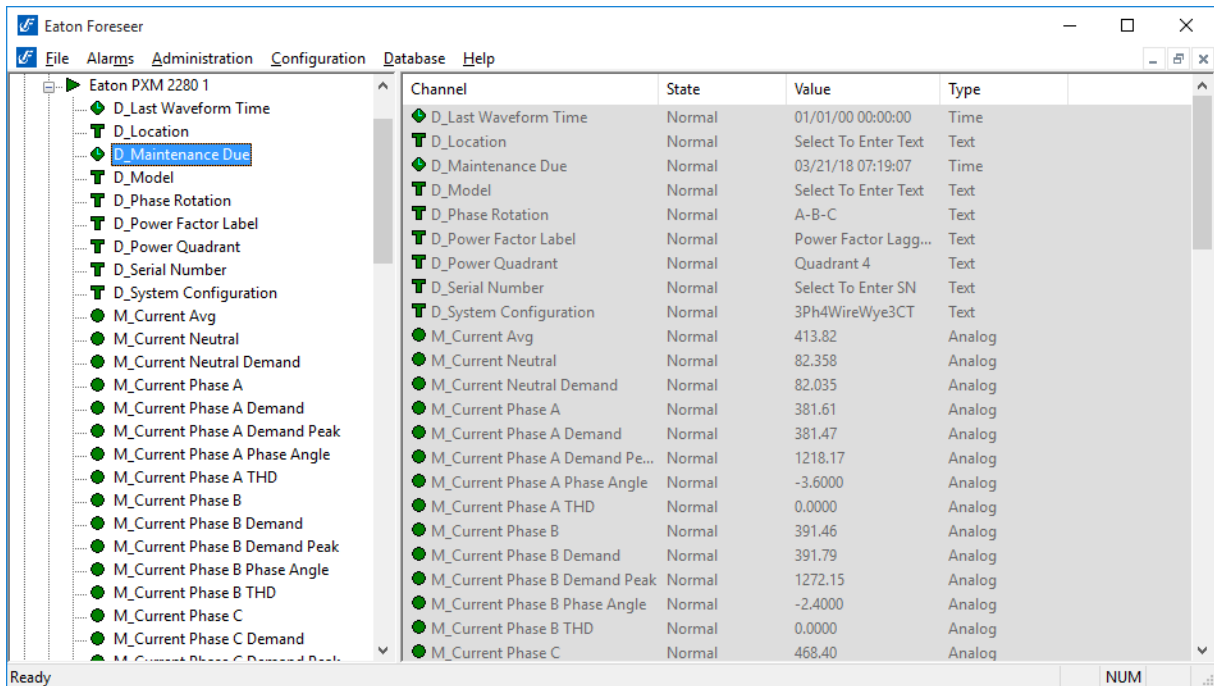 Eaton Foreseer
File Alarms Administration Configuration Database Help
Eaton PXM 2280 1
D_Last Waveform Time
D_Location
D_Maintenance Due
D_Model
D_Phase Rotation
D_Power Factor Label
D_Power Quadrant
D_Serial Number
D_System Configuration
M_Current Avg
M_Current Neutral
M_Current Neutral Demand
M_Current Phase A
M_Current Phase A Demand
M_Current Phase A Demand Peak
M_Current Phase A Phase Angle
M_Current Phase A THD
M_Current Phase B
M_Current Phase B Demand
M_Current Phase B Demand Peak
M_Current Phase B Phase Angle
M_Current Phase B THD
M_Current Phase C
M_Current Phase C Demand
M_Current Phase C Demand Peak
Channel State Value Type
D_Last Waveform Time Normal 01/01/00 00:00:00 Time
D_Location Normal Select To Enter Text Text
D_Maintenance Due Normal 03/21/18 07:19:07 Time
D_Model Normal Select To Enter Text Text
D_Phase Rotation Normal A-B-C Text
D_Power Factor Label Normal Power Factor Lagg... Text
D_Power Quadrant Normal Quadrant 4 Text
D_Serial Number Normal Select To Enter SN Text
D_System Configuration Normal 3Ph4WireWye3CT Text
M_Current Avg Normal 413.82 Analog
M_Current Neutral Normal 82.358 Analog
M_Current Neutral Demand Normal 82.035 Analog
M_Current Phase A Normal 381.61 Analog
M_Current Phase A Demand Normal 381.47 Analog
M_Current Phase A Demand Pe... Normal 1218.17 Analog
M_Current Phase A Phase Angle Normal -3.6000 Analog
M_Current Phase A THD Normal 0.0000 Analog
M_Current Phase B Normal 391.46 Analog
M_Current Phase B Demand Normal 391.79 Analog
M_Current Phase B Demand Peak Normal 1272.15 Analog
M_Current Phase B Phase Angle Normal -2.4000 Analog
M_Current Phase B THD Normal 0.0000 Analog
M_Current Phase C Normal 468.40 Analog
Ready NUM